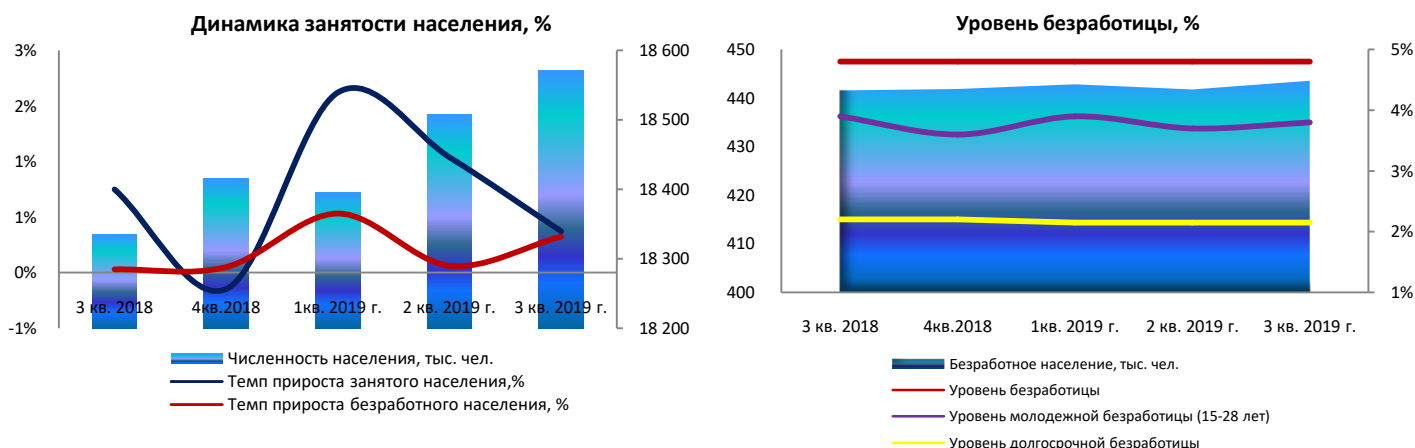 Динамика занятости населения, %
3%
2%
1%
1%
0%
-1%
18 600
18 500
18 400
18 300
18 200
3 кв. 2018
4кв.2018
1кв. 2019 г.
2 кв. 2019 г.
3 кв. 2019 г.
Численность населения, тыс. чел.
Темп прироста занятого населения,%
Темп прироста безработного населения, %
Уровень безработицы, %
450
440
430
420
410
400
5%
4%
3%
2%
1%
3 кв. 2018
4кв.2018
1кв. 2019 г.
2 кв. 2019 г.
3 кв. 2019 г.
Безработное население, тыс. чел.
Уровень безработицы
Уровень молодежной безработицы (15-28 лет)
Уровень долгосрочной безработицы